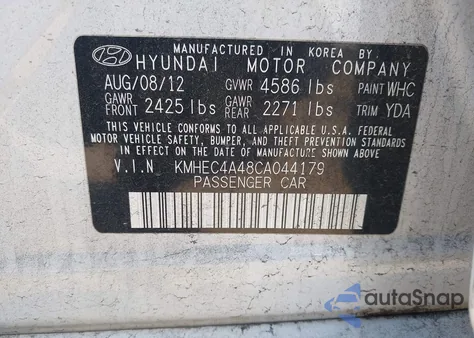 MANUFACTURED IN KOREA BY
HYUNDAI MOTOR COMPANY
AUG/08/12 GVWR 4586 lbs PAINT WHC
GAWR FRONT 2425 lbs GAWR REAR 2271 lbs TRIM YDA
THIS VEHICLE CONFORMS TO ALL APPLICABLE U.S.A. FEDERAL
MOTOR VEHICLE SAFETY, BUMPER, AND THEFT PREVENTION STANDARDS
IN EFFECT ON THE DATE OF MANUFACTURE SHOWN ABOVE.
V.I.N. KMHEC4A48CA044179
PASSENGER CAR
autoSnap